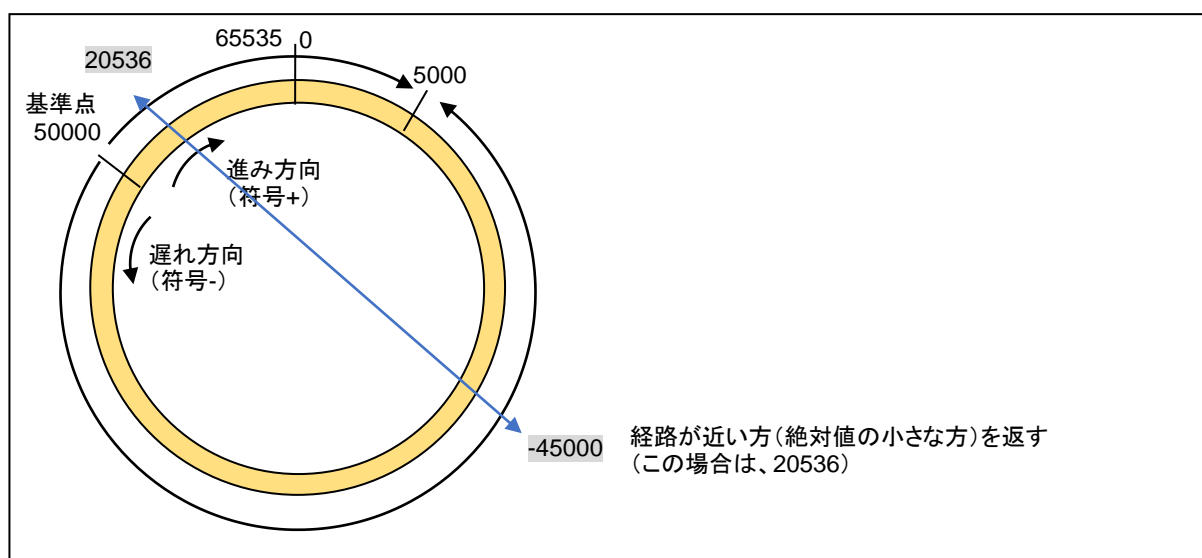 65535
0
20536
5000
基準点
50000
進み方向
(符号+)
遅れ方向
(符号-)
-45000
経路が近い方(絶対値の小さな方)を返す
(この場合は、20536)